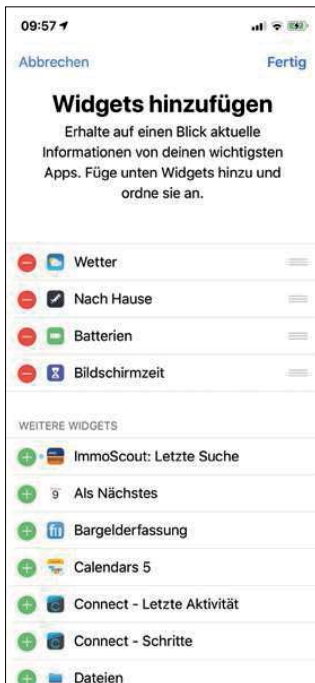 09:57
Abbrechen
Fertig
Widgets hinzufügen
Erhalte auf einen Blick aktuelle
Informationen von deinen wichtigsten
Apps. Füge unten Widgets hinzu und
ordne sie an.
Wetter
Nach Hause
Batterien
Bildschirmzeit
WEITERE WIDGETS
ImmoScout: Letzte Suche
9 Als Nächstes
Bargelderfassung
Calendars 5
Connect - Letzte Aktivität
Connect - Schritte
Dateien